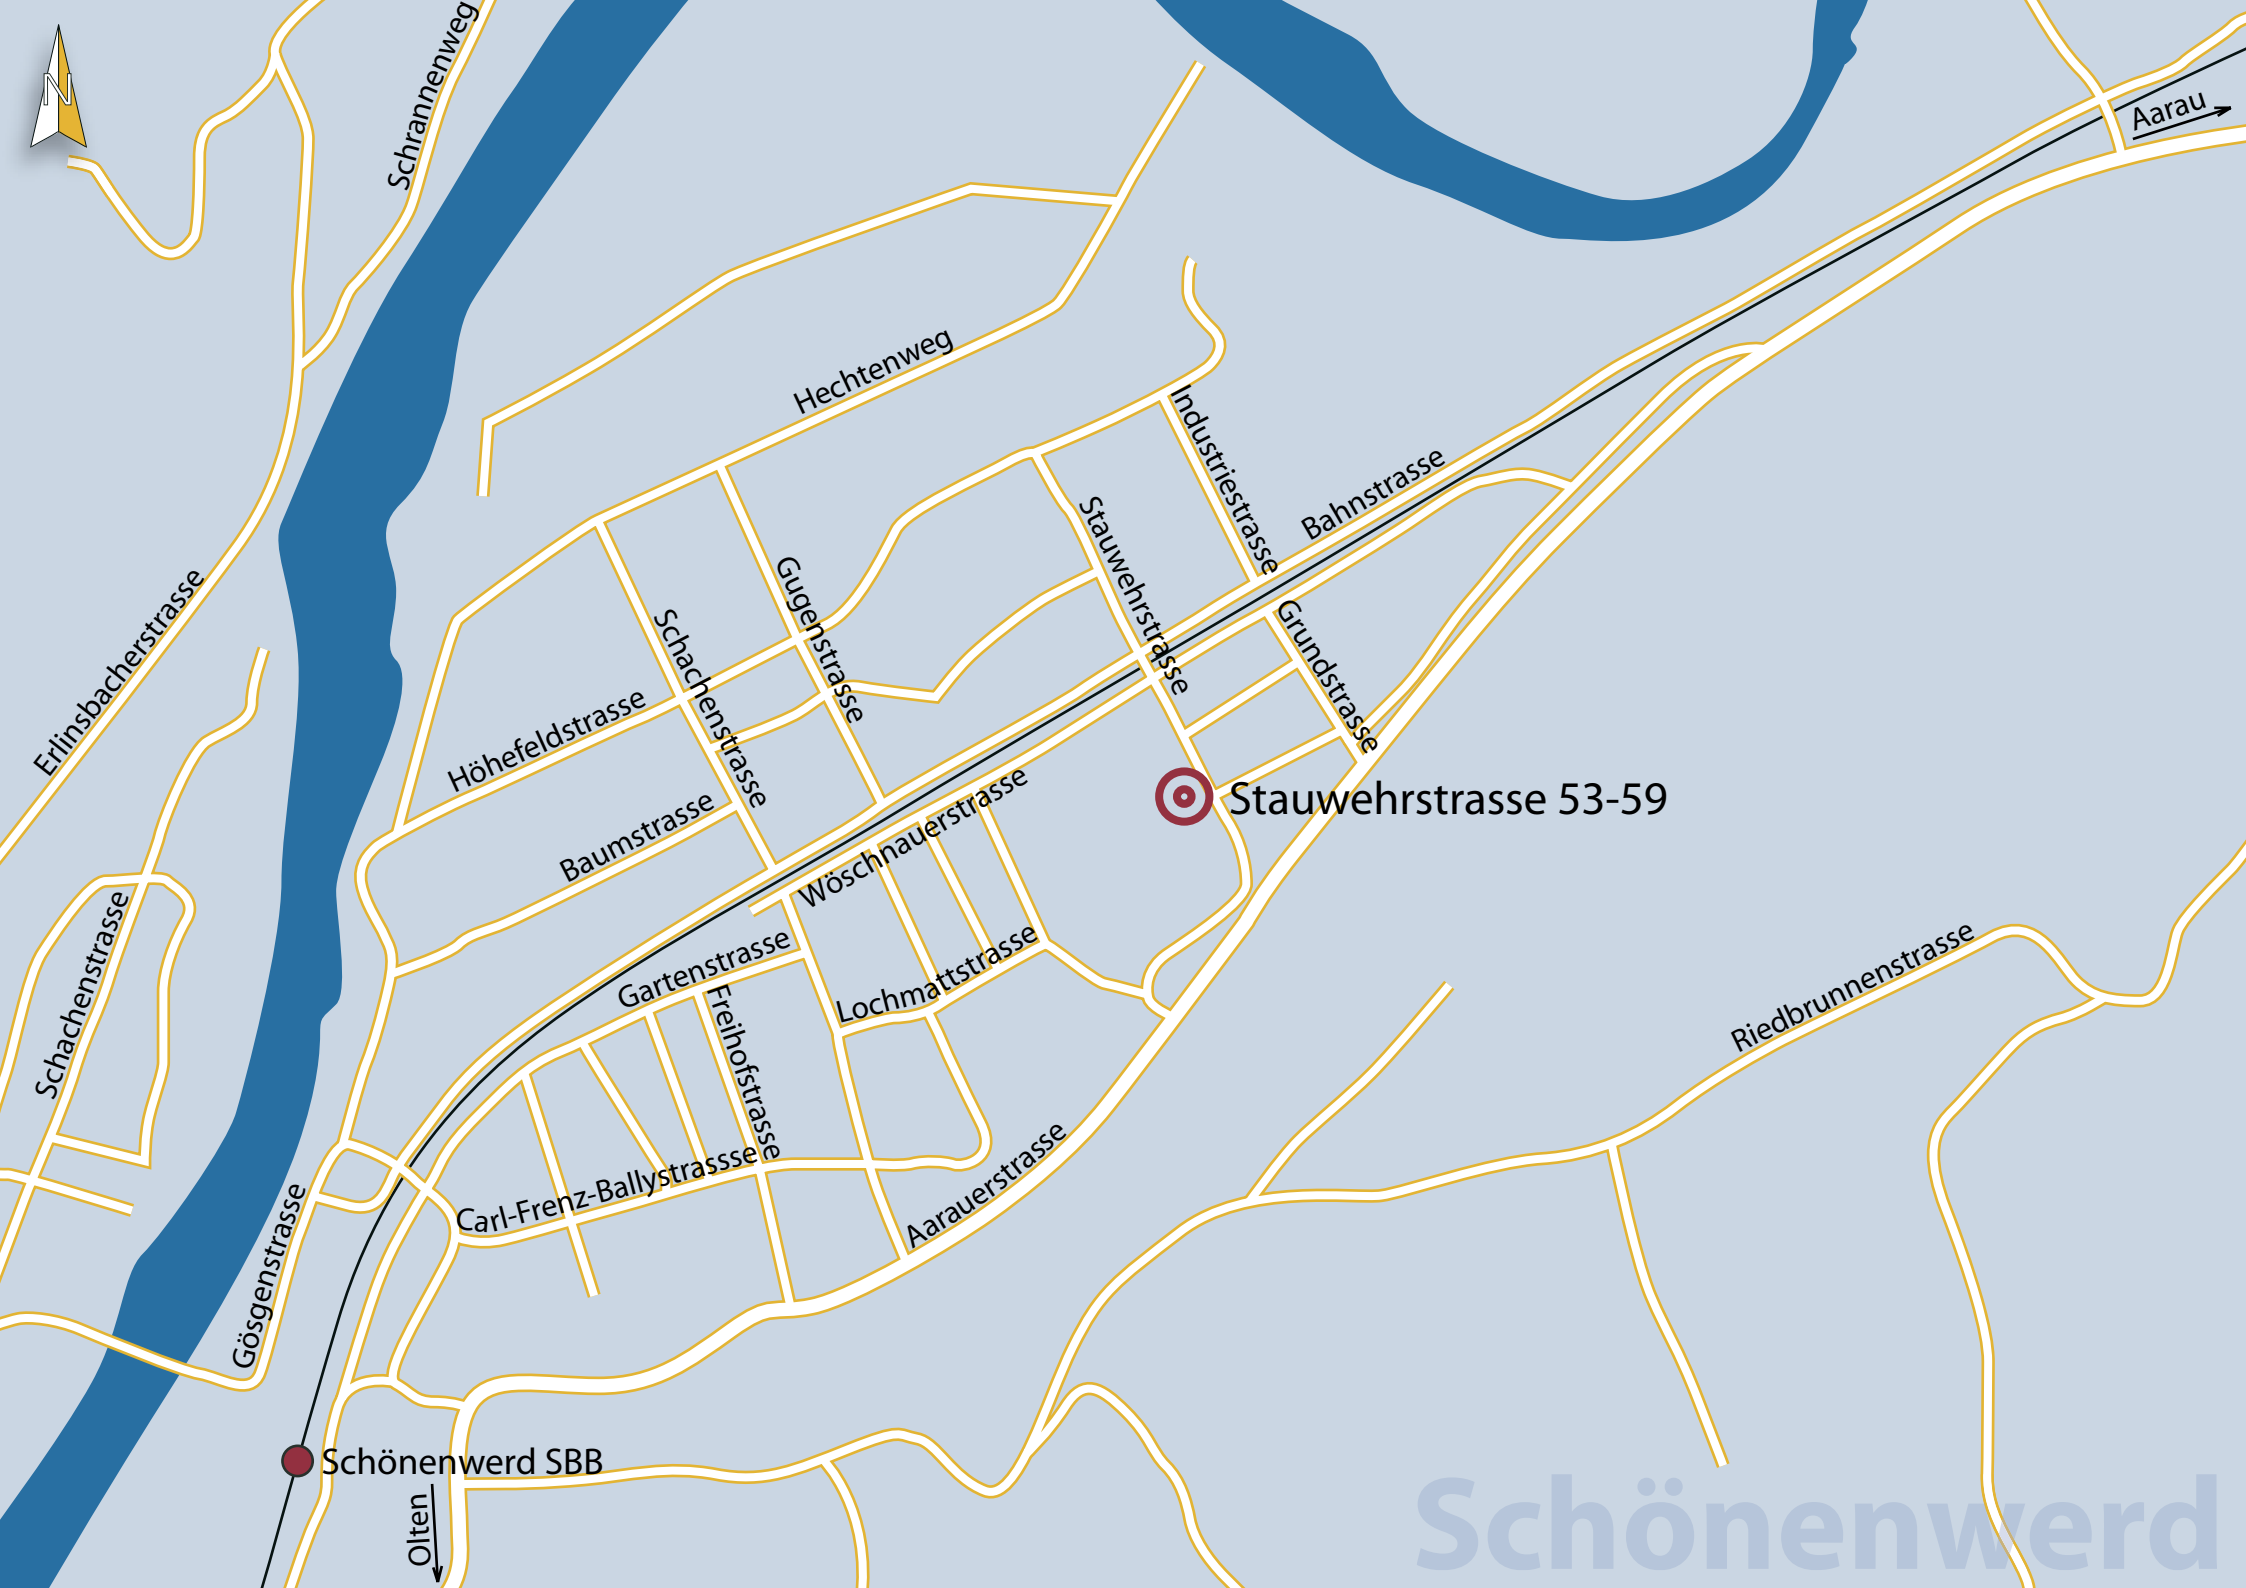 Schrannenweg
N
Aarau
Hechtenweg
Industriestrasse
Bahnstrasse
Stauwehrstrasse
Gugenstrasse
Erlinsbacherstrasse
Schachenstrasse
Grundstrasse
Höhefeldstrasse
Stauwehrstrasse 53-59
Wöschnauerstrasse
Baumstrasse
Schachenstrasse
Gartenstrasse
Lochmattstrasse
Riedbrunnenstrasse
Freihofstrasse
Carl-Frenz-Ballystrassse
Aarauerstrasse
Gösgenstrasse
Schönenwerd SBB
Olten
Schönenwerd